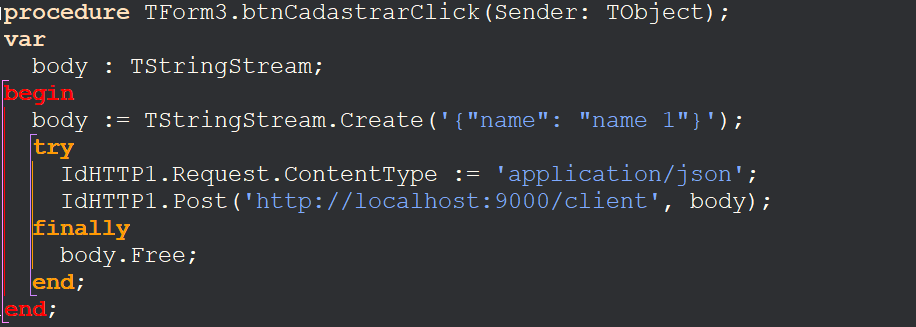 procedure TForm3.btnCadastrarClick(Sender: TObject);
var
  body : TStringStream;
begin
  body := TStringStream.Create('{"name": "name 1"}');
  try
    IdHTTP1.Request.ContentType := 'application/json';
    IdHTTP1.Post('http://localhost:9000/client', body);
  finally
    body.Free;
  end;
end;